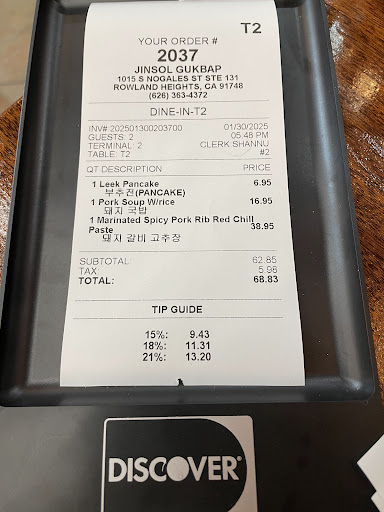 T2
YOUR ORDER #
2037
JINSOL GUKBAP
1015 S NOGALES ST STE 131
ROWLAND HEIGHTS, CA 91748
(626) 363-4372
DINE-IN-T2
INV# 202501300203700 01/30/2025
GUESTS: 2 05:48 PM
TERMINAL: 2 CLERK SHANNU
TABLE: T2 #2
QT DESCRIPTION PRICE
1 Leek Pancake 6.95
부추전(PANCAKE)
1 Pork Soup W/rice 16.95
돼지 국밥
1 Marinated Spicy Pork Rib Red Chill 38.95
Paste
돼지 갈비 고추장
SUBTOTAL: 62.85
TAX: 5.98
TOTAL: 68.83
TIP GUIDE
15%: 9.43
18%: 11.31
21%: 13.20
DISCOVER®